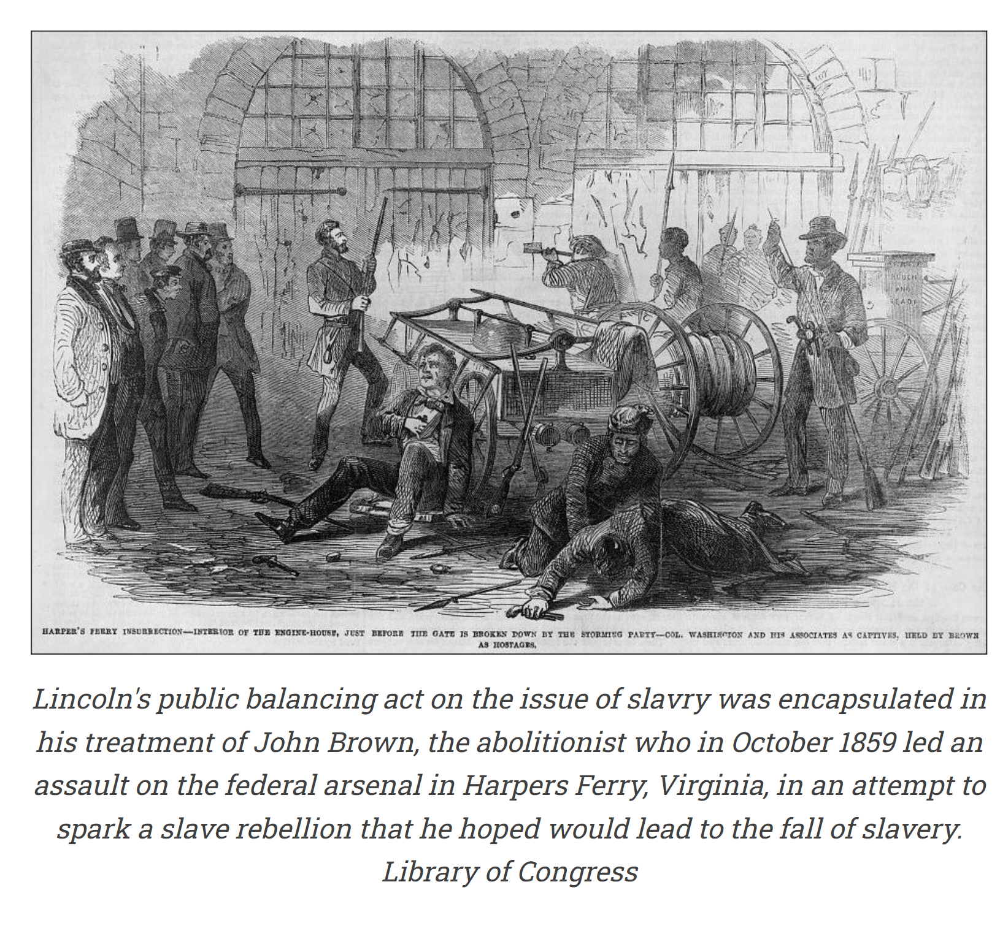 ROUGH
AND
READY
HARPER'S FERRY INSURRECTION—INTERIOR OF THE ENGINE-HOUSE, JUST BEFORE THE GATE IS BROKEN DOWN BY THE STORMING PARTY—COL. WASHINGTON AND HIS ASSOCIATES AS CAPTIVES, HELD BY BROWN
AS HOSTAGES.
Lincoln's public balancing act on the issue of slavry was encapsulated in
his treatment of John Brown, the abolitionist who in October 1859 led an
assault on the federal arsenal in Harpers Ferry, Virginia, in an attempt to
spark a slave rebellion that he hoped would lead to the fall of slavery.
Library of Congress